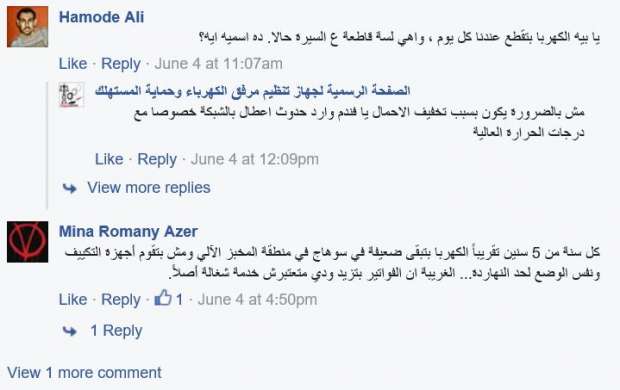 Hamode Ali
يا بيه الكهربا بتقطع عندنا كل يوم ، واهي لسة قاطعة ع السيرة حالا. ده اسميه ايه؟
Like · Reply · June 4 at 11:07am
الصفحة الرسمية لجهاز تنظيم مرفق الكهرباء وحماية المستهلك
مش بالضرورة يكون بسبب تخفيف الاحمال يا فندم وارد حدوث اعطال بالشبكة خصوصا مع
درجات الحرارة العالية
Like · Reply · June 4 at 12:09pm
View more replies
Mina Romany Azer
كل سنة من 5 سنين تقريباً الكهربا بتبقى ضعيفة في سوهاج في منطقة المخبز الآلي ومش بتقوم أجهزة التكييف
ونفس الوضع لحد النهاردة... الغريبة ان الفواتير بتزيد ودي متعتبرش خدمة شغالة أصلاً.
Like · Reply · 1 · June 4 at 4:50pm
1 Reply
View 1 more comment